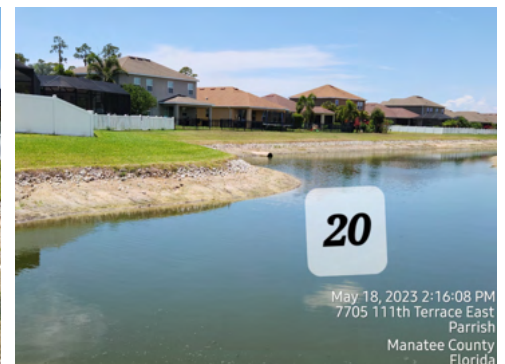 20
May 18, 2023 2:16:08 PM
7705 111th Terrace East
Parrish
Manatee County
Florida